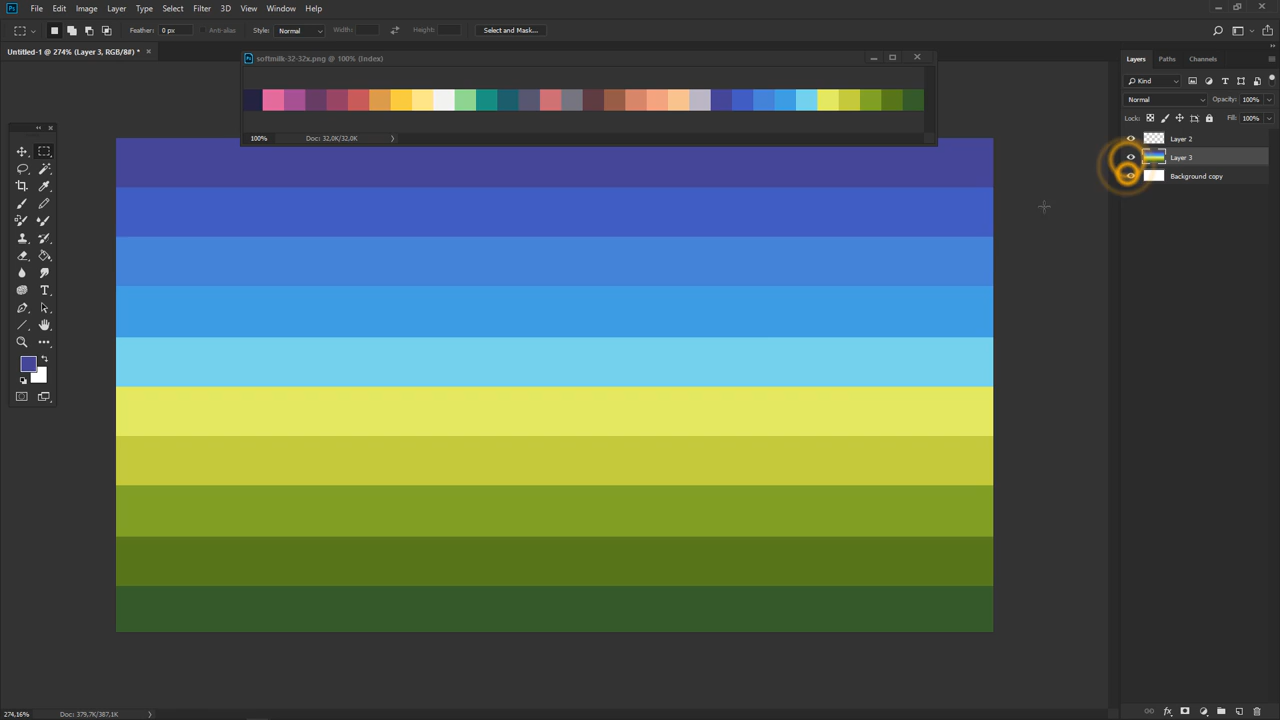 Ps File Edit Image Layer Type Select Filter 3D View Window Help
Feather: 0 px Anti-alias Style: Normal Width: Height: Select and Mask...
Untitled-1 @ 274% (Layer 3, RGB/8#) *
Ps softmilk-32-32x.png @ 100% (Index)
100% Doc: 32,0K/32,0K
Layers Paths Channels
Kind
Normal Opacity: 100%
Lock: Fill: 100%
Layer 2
Layer 3
Background copy
274,16% Doc: 379,7K/387,1K